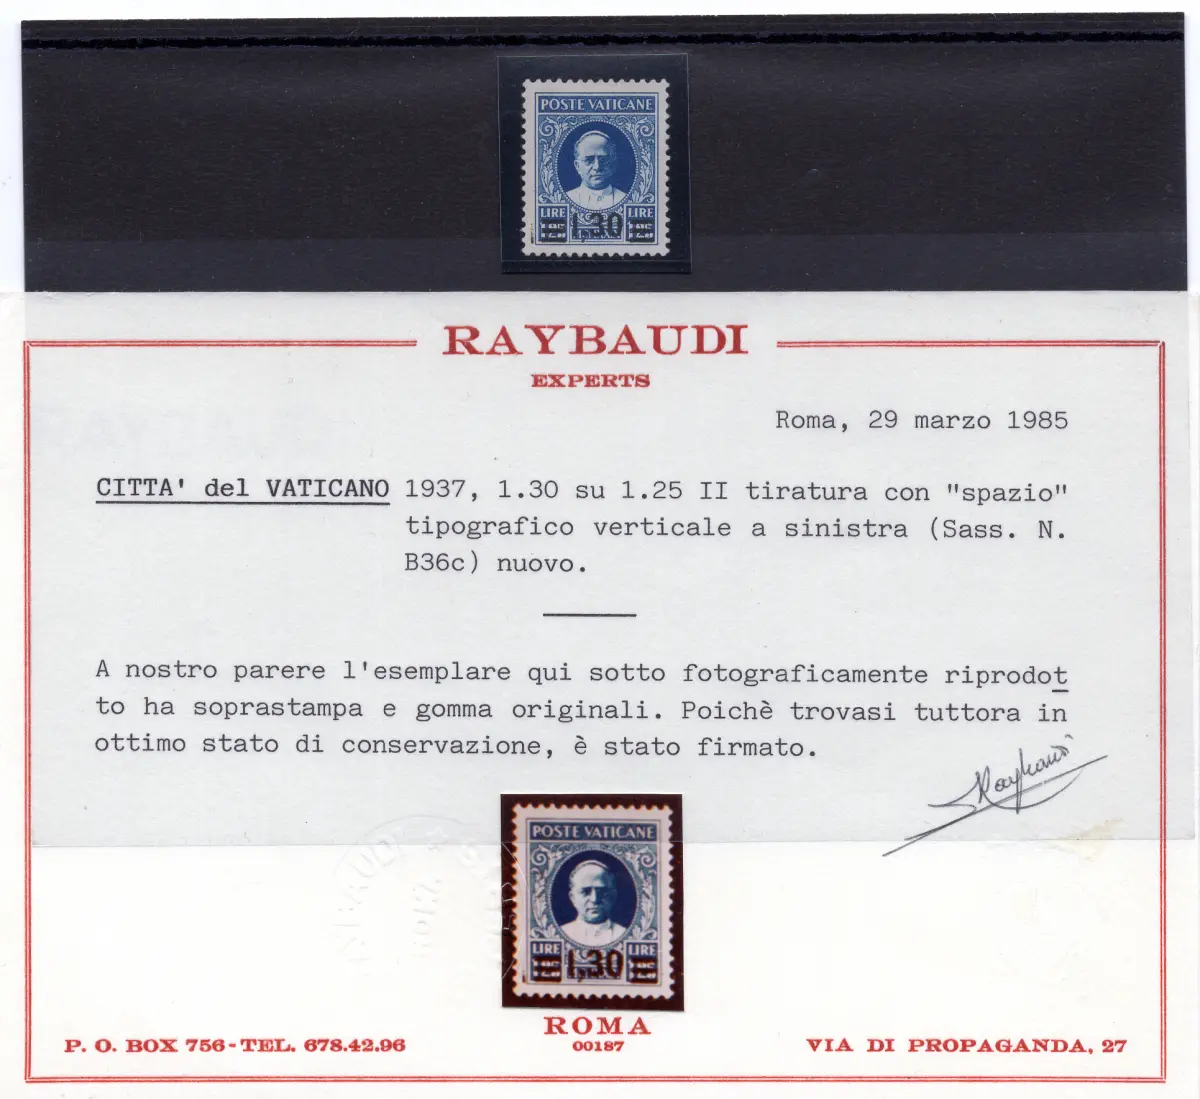 POSTE VATICANE
LIRE 1,30 LIRE
RAYBAUDI
EXPERTS
Roma, 29 marzo 1985
CITTA' del VATICANO 1937, 1.30 su 1.25 II tiratura con "spazio"
tipografico verticale a sinistra (Sass. N.
B36c) nuovo.
A nostro parere l'esemplare qui sotto fotograficamente riprodot
to ha soprastampa e gomma originali. Poichè trovasi tuttora in
ottimo stato di conservazione, è stato firmato.
POSTE VATICANE
LIRE 1,30 LIRE
ROMA
00187
P. O. BOX 756-TEL. 678.42.96
VIA DI PROPAGANDA, 27